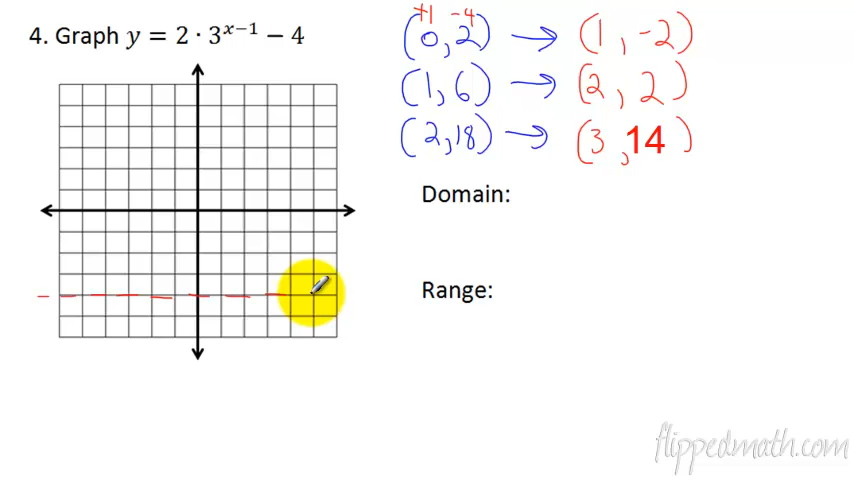 4. Graph y = 2 · 3^{x−1} − 4
+1 -4
(0, 2) → (1, -2)
(1, 6) → (2, 2)
(2, 18) → (3, 14)
Domain:
Range:
flippedmath.com